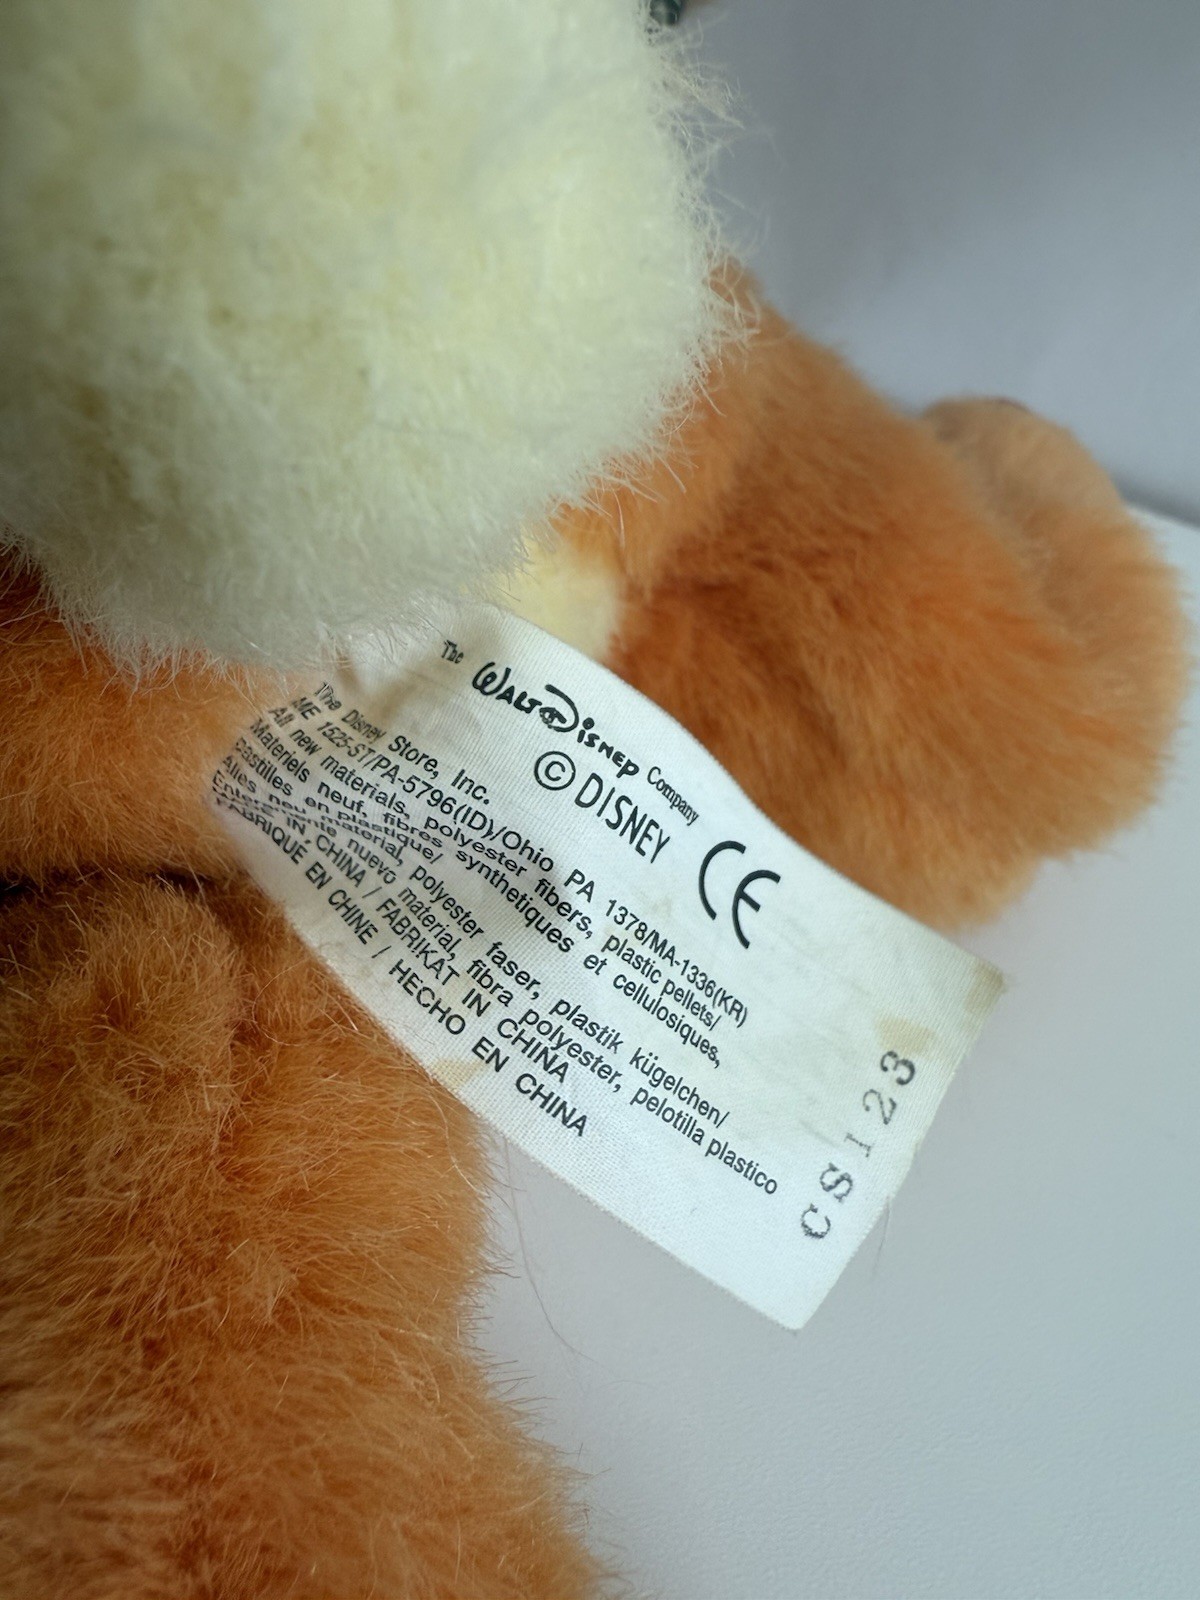 The WALT DISNEY Company
© DISNEY
CE
The Disney Store, Inc.
ME 1525-ST/PA-5796(ID)/Ohio PA 1378/MA-1336(KR)
All new materials, polyester fibers, plastic pellets/
Materiels neuf, fibres synthetiques et cellulosiques,
pastilles en plastique/
Alles neu material, polyester faser, plastik kügelchen/
Enteramente nuevo material, fibra polyester, pelotilla plastico
MADE IN CHINA / FABRIKAT IN CHINA
FABRIQUÉ EN CHINE / HECHO EN CHINA
CS123